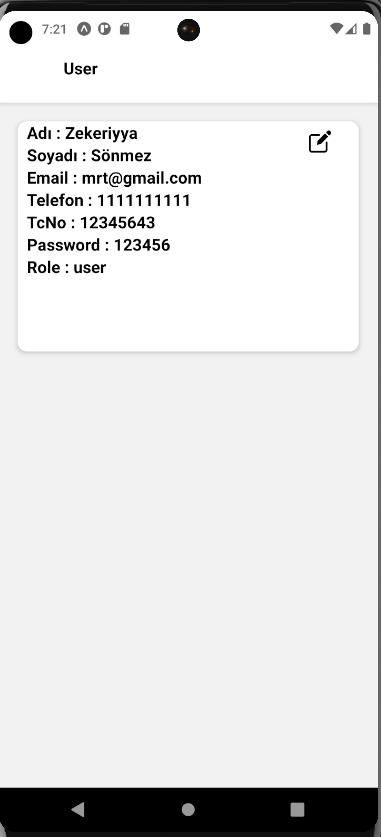 7:21
User
Adı : Zekeriyya
Soyadı : Sönmez
Email : mrt@gmail.com
Telefon : 1111111111
TcNo : 12345643
Password : 123456
Role : user